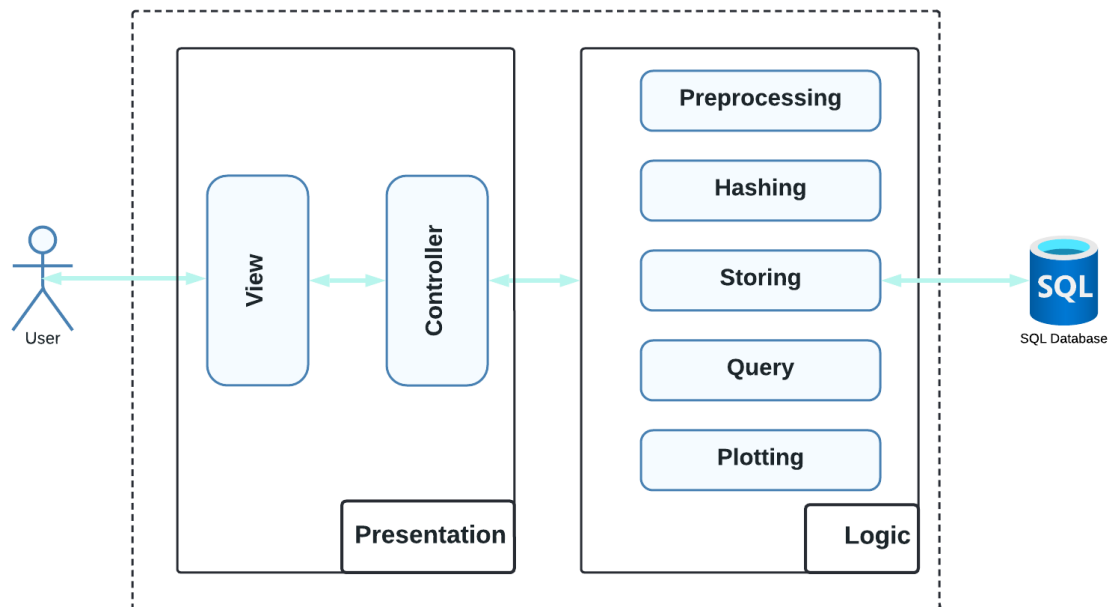 Preprocessing
Hashing
View
Controller
Storing
SQL
User
SQL Database
Query
Plotting
Presentation
Logic